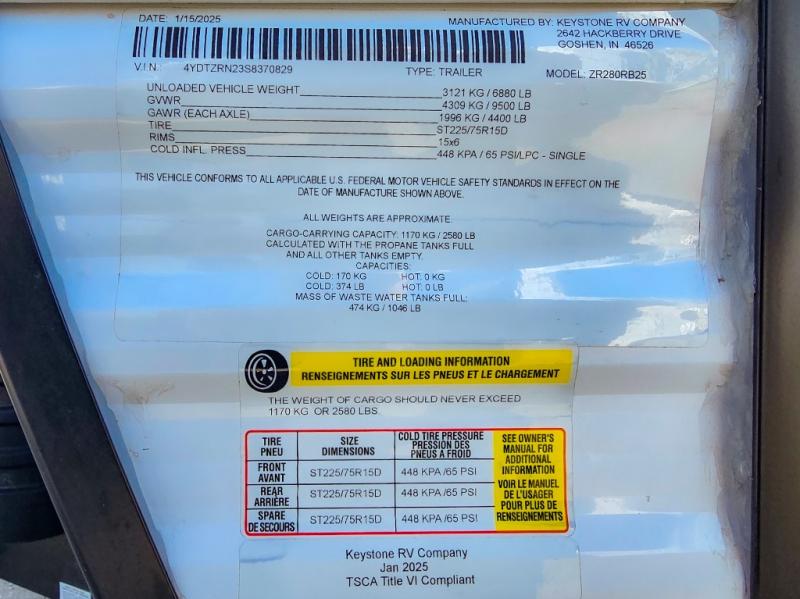 DATE: 1/15/2025 MANUFACTURED BY: KEYSTONE RV COMPANY
2642 HACKBERRY DRIVE
GOSHEN, IN 46526
V.I.N. 4YDTZRN23S8370829 TYPE: TRAILER MODEL: ZR280RB25
UNLOADED VEHICLE WEIGHT 3121 KG / 6880 LB
GVWR 4309 KG / 9500 LB
GAWR (EACH AXLE) 1996 KG / 4400 LB
TIRE ST225/75R15D
RIMS 15x6
COLD INFL. PRESS 448 KPA / 65 PSI/LPC - SINGLE
THIS VEHICLE CONFORMS TO ALL APPLICABLE U.S. FEDERAL MOTOR VEHICLE SAFETY STANDARDS IN EFFECT ON THE
DATE OF MANUFACTURE SHOWN ABOVE.
ALL WEIGHTS ARE APPROXIMATE.
CARGO-CARRYING CAPACITY: 1170 KG / 2580 LB
CALCULATED WITH THE PROPANE TANKS FULL
AND ALL OTHER TANKS EMPTY.
CAPACITIES:
COLD: 170 KG HOT: 0 KG
COLD: 374 LB HOT: 0 LB
MASS OF WASTE WATER TANKS FULL:
474 KG / 1046 LB
TIRE AND LOADING INFORMATION
RENSEIGNEMENTS SUR LES PNEUS ET LE CHARGEMENT
THE WEIGHT OF CARGO SHOULD NEVER EXCEED
1170 KG OR 2580 LBS.
TIRE
PNEU
SIZE
DIMENSIONS
COLD TIRE PRESSURE
PRESSION DES
PNEUS A FROID
SEE OWNER'S
MANUAL FOR
ADDITIONAL
INFORMATION
VOIR LE MANUEL
DE L'USAGER
POUR PLUS DE
RENSEIGNEMENTS
FRONT
AVANT
ST225/75R15D
448 KPA /65 PSI
REAR
ARRIÈRE
ST225/75R15D
448 KPA /65 PSI
SPARE
DE SECOURS
ST225/75R15D
448 KPA /65 PSI
Keystone RV Company
Jan 2025
TSCA Title VI Compliant